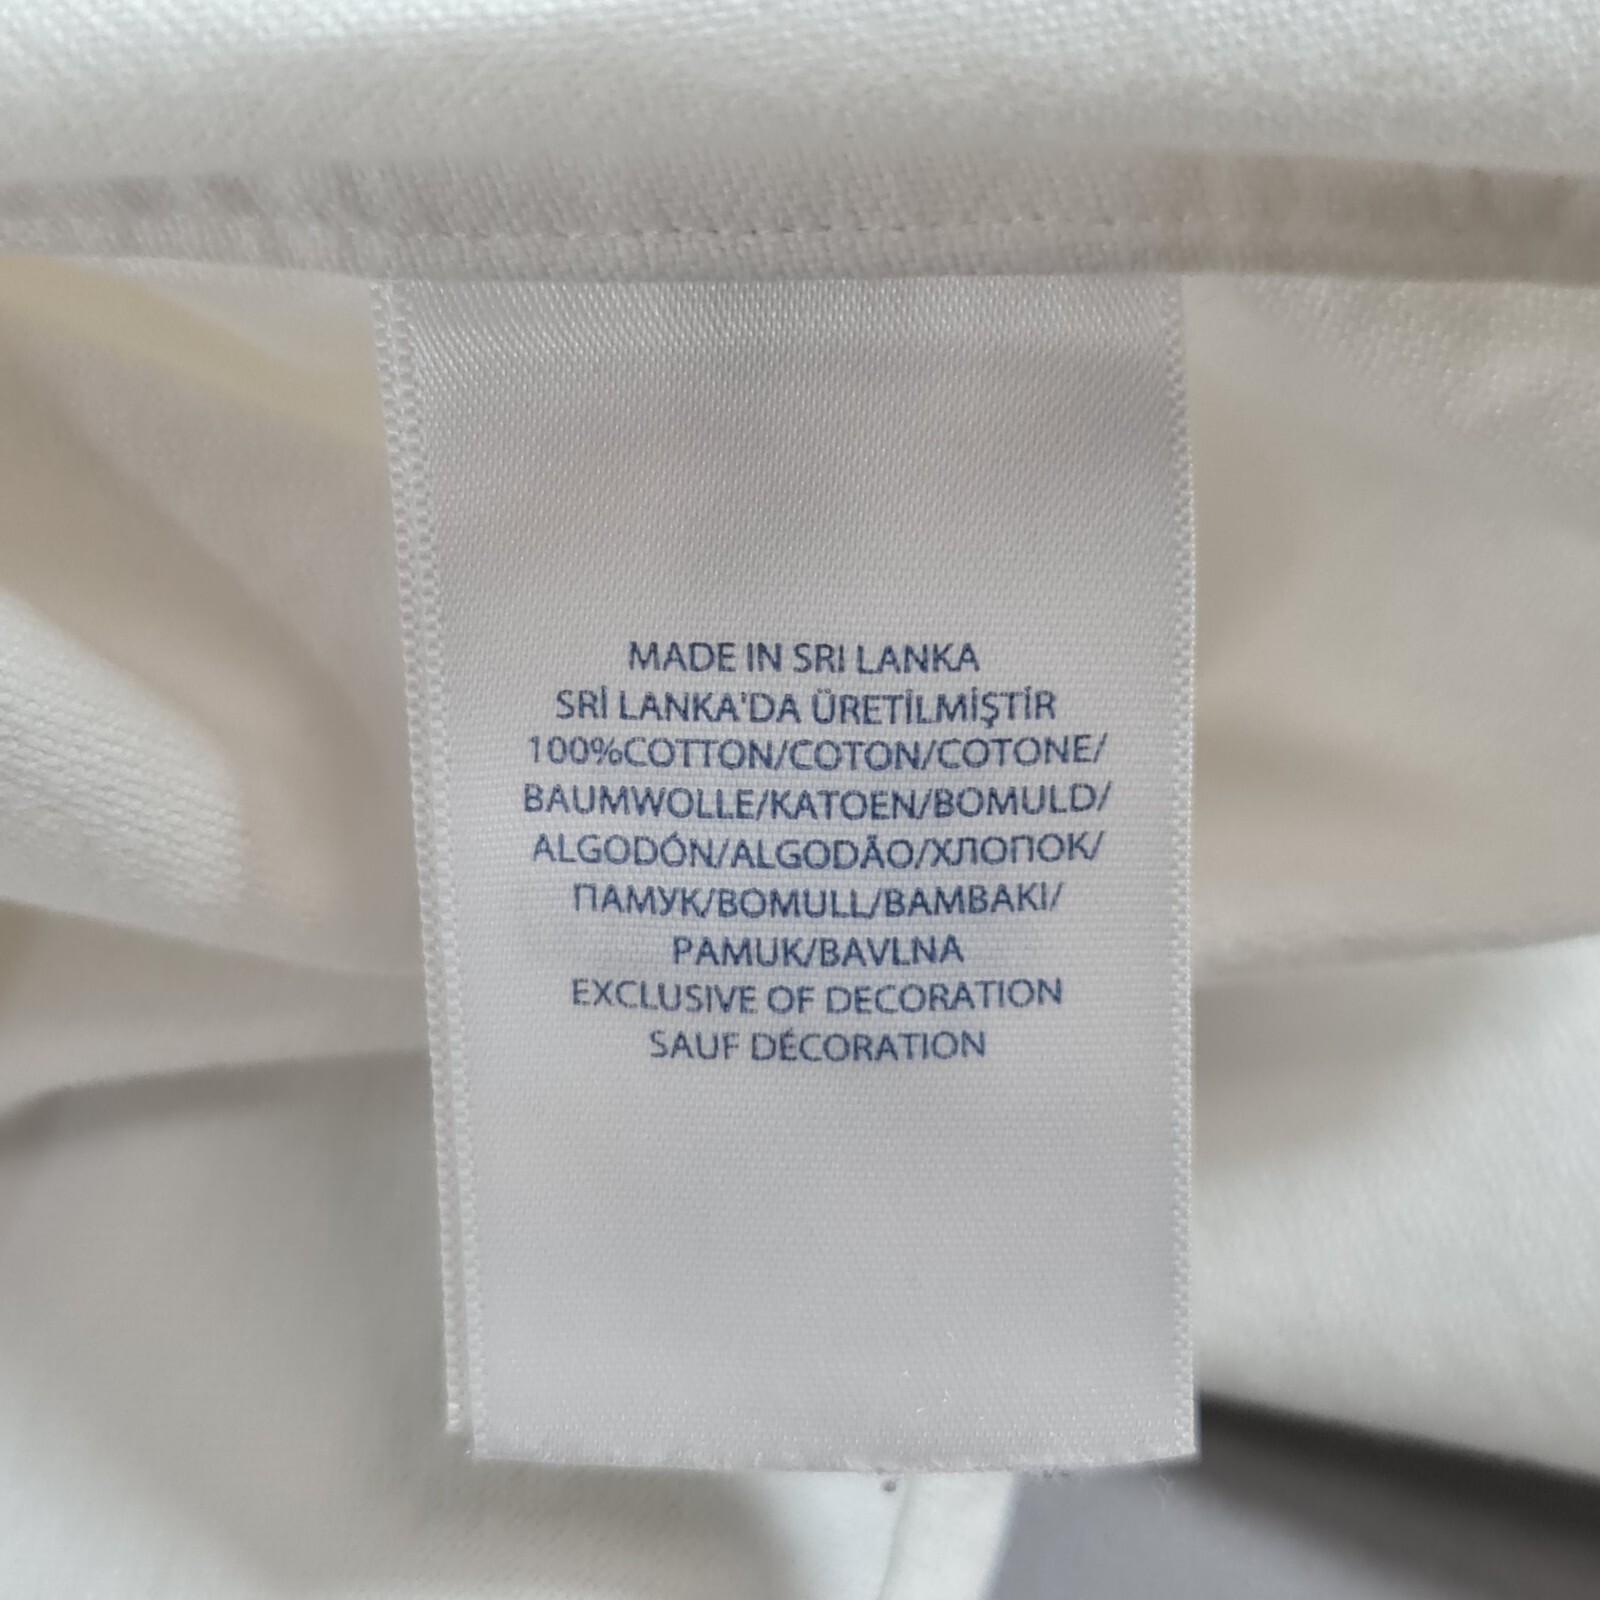 MADE IN SRI LANKA
SRİ LANKA'DA ÜRETİLMİŞTİR
100%COTTON/COTON/COTONE/
BAUMWOLLE/KATOEN/BOMULD/
ALGODÓN/ALGODÃO/ХЛОПОК/
ПАМУК/BOMULL/BAMBAKI/
PAMUK/BAVLNA
EXCLUSIVE OF DECORATION
SAUF DÉCORATION